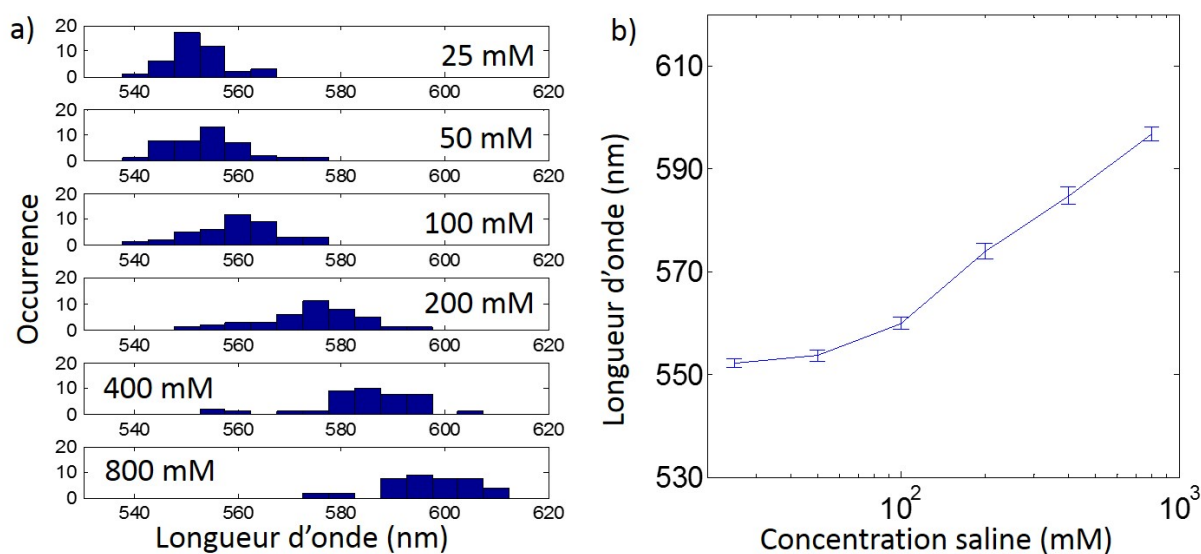 a)
20
10
0
25 mM
540 560 580 600 620
20
10
0
50 mM
540 560 580 600 620
20
10
0
100 mM
540 560 580 600 620
20
10
0
200 mM
540 560 580 600 620
20
10
0
400 mM
540 560 580 600 620
20
10
0
800 mM
540 560 580 600 620
Occurrence
Longueur d’onde (nm)
b)
610
590
570
550
530
10²
10³
Longueur d’onde (nm)
Concentration saline (mM)